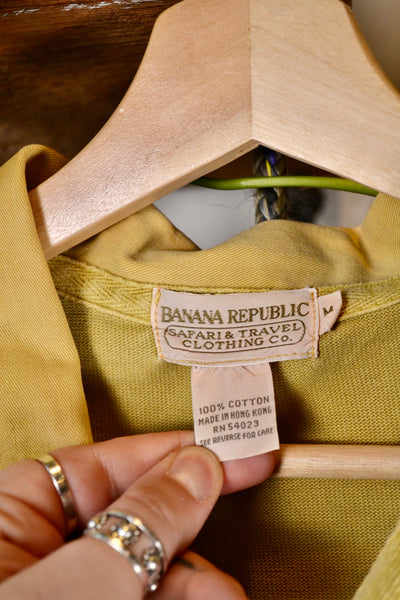 BANANA REPUBLIC
SAFARI & TRAVEL
CLOTHING CO.
M
100% COTTON
MADE IN HONG KONG
RN 54023
SEE REVERSE FOR CARE